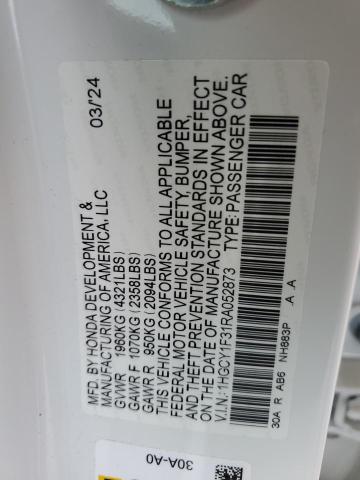 MFD. BY HONDA DEVELOPMENT & 03/'24
MANUFACTURING OF AMERICA, LLC
GVWR 1960KG (4321LBS)
GAWR F 1070KG (2358LBS)
GAWR R 950KG (2094LBS)
THIS VEHICLE CONFORMS TO ALL APPLICABLE
FEDERAL MOTOR VEHICLE SAFETY, BUMPER,
AND THEFT PREVENTION STANDARDS IN EFFECT
ON THE DATE OF MANUFACTURE SHOWN ABOVE.
V.I.N.:1HGCY1F31RA052873 TYPE:PASSENGER CAR
30A R AB6 NH883P .A .A
30A-A0